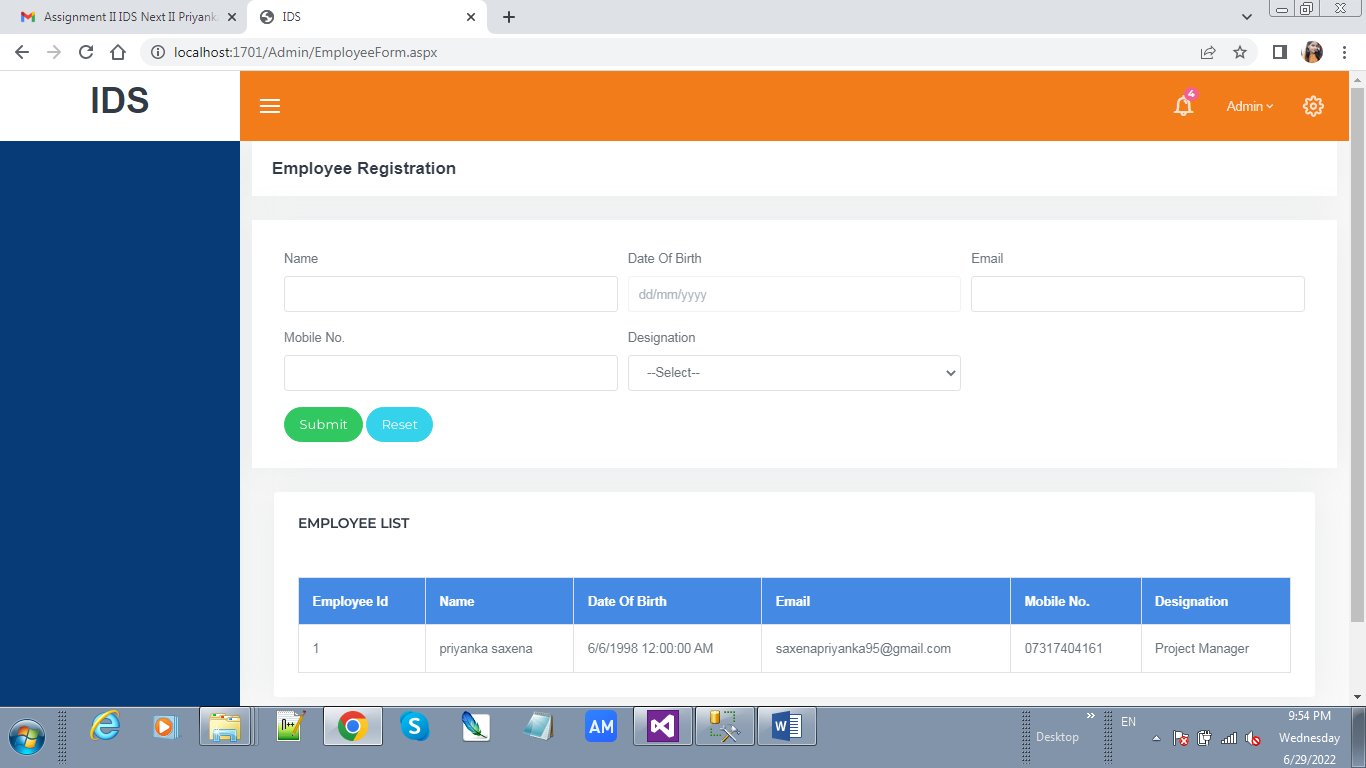 Assignment II IDS Next II Priyank
IDS
localhost:1701/Admin/EmployeeForm.aspx
IDS
4
Admin
Employee Registration
Name Date Of Birth Email
dd/mm/yyyy
Mobile No. Designation
--Select--
Submit Reset
EMPLOYEE LIST
Employee Id Name Date Of Birth Email Mobile No. Designation
1 priyanka saxena 6/6/1998 12:00:00 AM saxenapriyanka95@gmail.com 07317404161 Project Manager
n++ S AM W
Desktop
»
EN
9:54 PM
Wednesday
6/29/2022